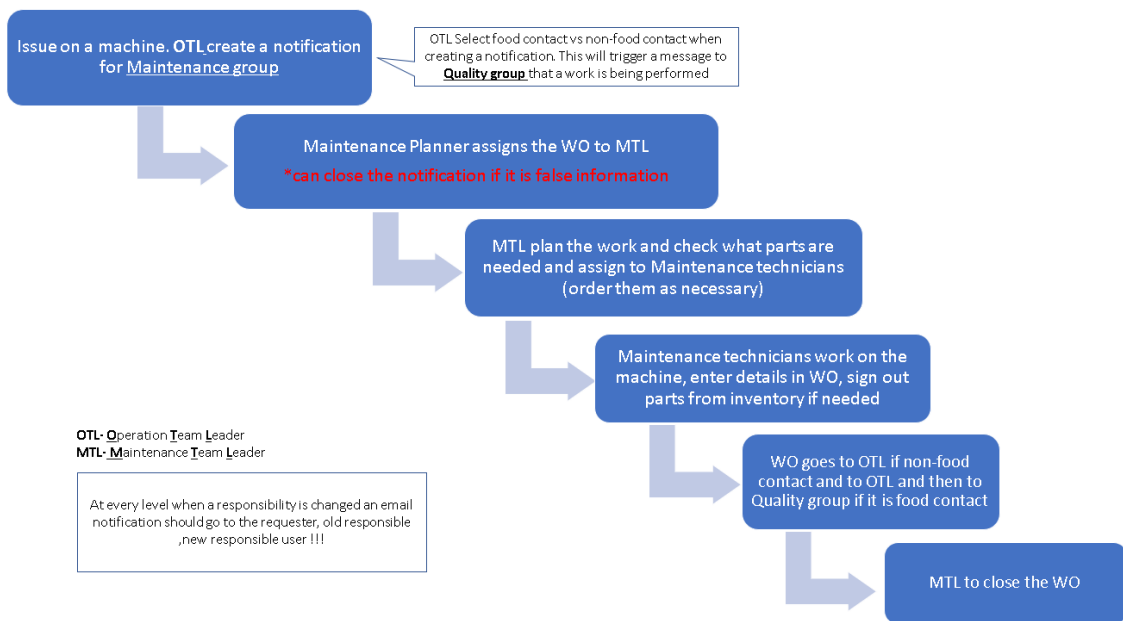 Issue on a machine. OTL create a notification
for Maintenance group
OTL Select food contact vs non-food contact when
creating a notification. This will trigger a message to
Quality group that a work is being performed
Maintenance Planner assigns the WO to MTL
*can close the notification if it is false information
MTL plan the work and check what parts are
needed and assign to Maintenance technicians
(order them as necessary)
Maintenance technicians work on the
machine, enter details in WO, sign out
parts from inventory if needed
OTL- Operation Team Leader
MTL- Maintenance Team Leader
At every level when a responsibility is changed an email
notification should go to the requester, old responsible
,new responsible user !!!
WO goes to OTL if non-food
contact and to OTL and then to
Quality group if it is food contact
MTL to close the WO